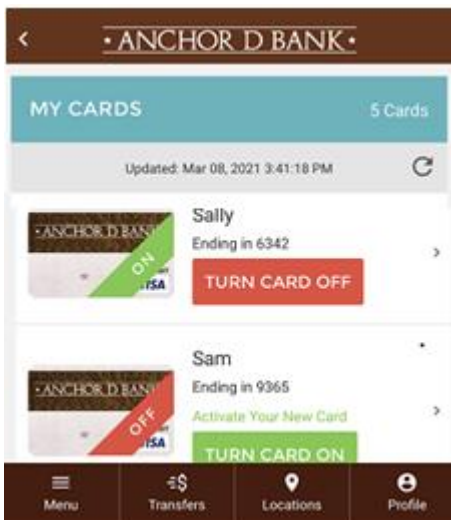 • ANCHOR D BANK •
MY CARDS
5 Cards
Updated: Mar 08, 2021 3:41:18 PM
• ANCHOR D BANK
ON
VISA
Sally
Ending in 6342
TURN CARD OFF
• ANCHOR D BANK
OFF
VISA
Sam
Ending in 9365
Activate Your New Card
TURN CARD ON
Menu
Transfers
Locations
Profile